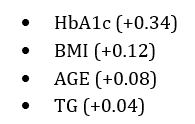 • HbA1c (+0.34)
• BMI (+0.12)
• AGE (+0.08)
• TG (+0.04)